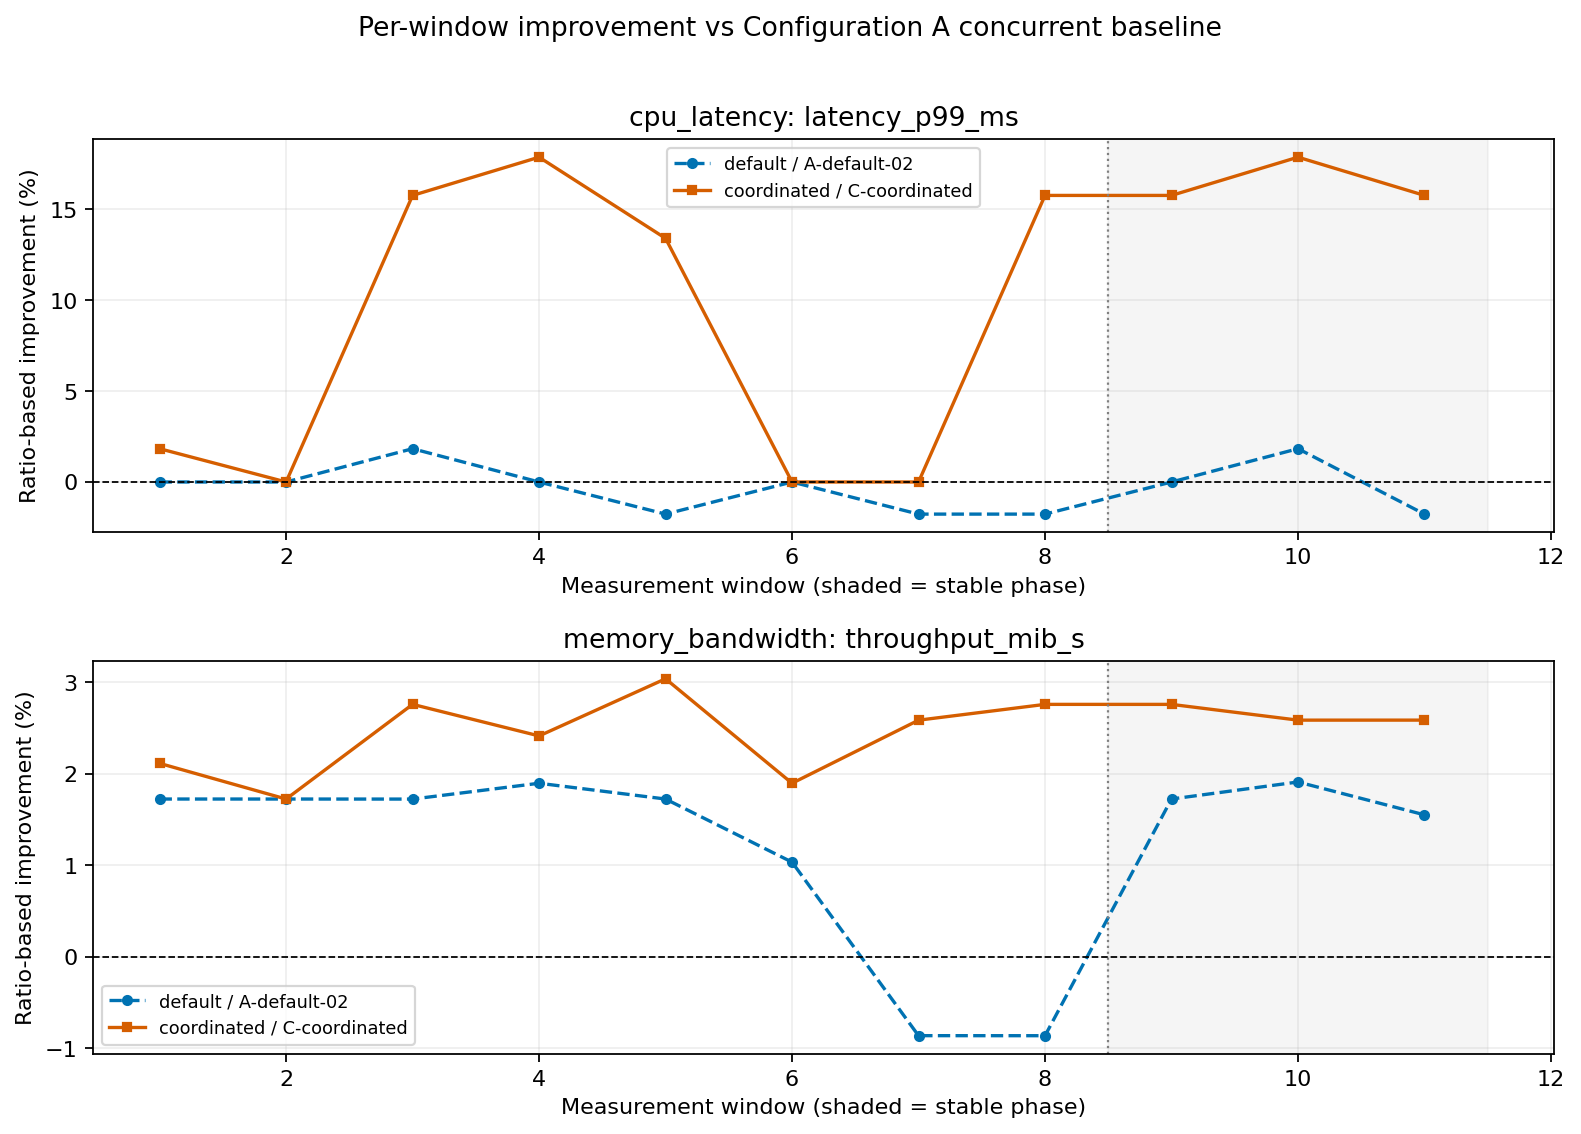 Per-window improvement vs Configuration A concurrent baseline
cpu_latency: latency_p99_ms
Ratio-based improvement (%)
15
10
5
0
default / A-default-02
coordinated / C-coordinated
2
4
6
8
10
12
Measurement window (shaded = stable phase)
memory_bandwidth: throughput_mib_s
Ratio-based improvement (%)
3
2
1
0
−1
default / A-default-02
coordinated / C-coordinated
2
4
6
8
10
12
Measurement window (shaded = stable phase)